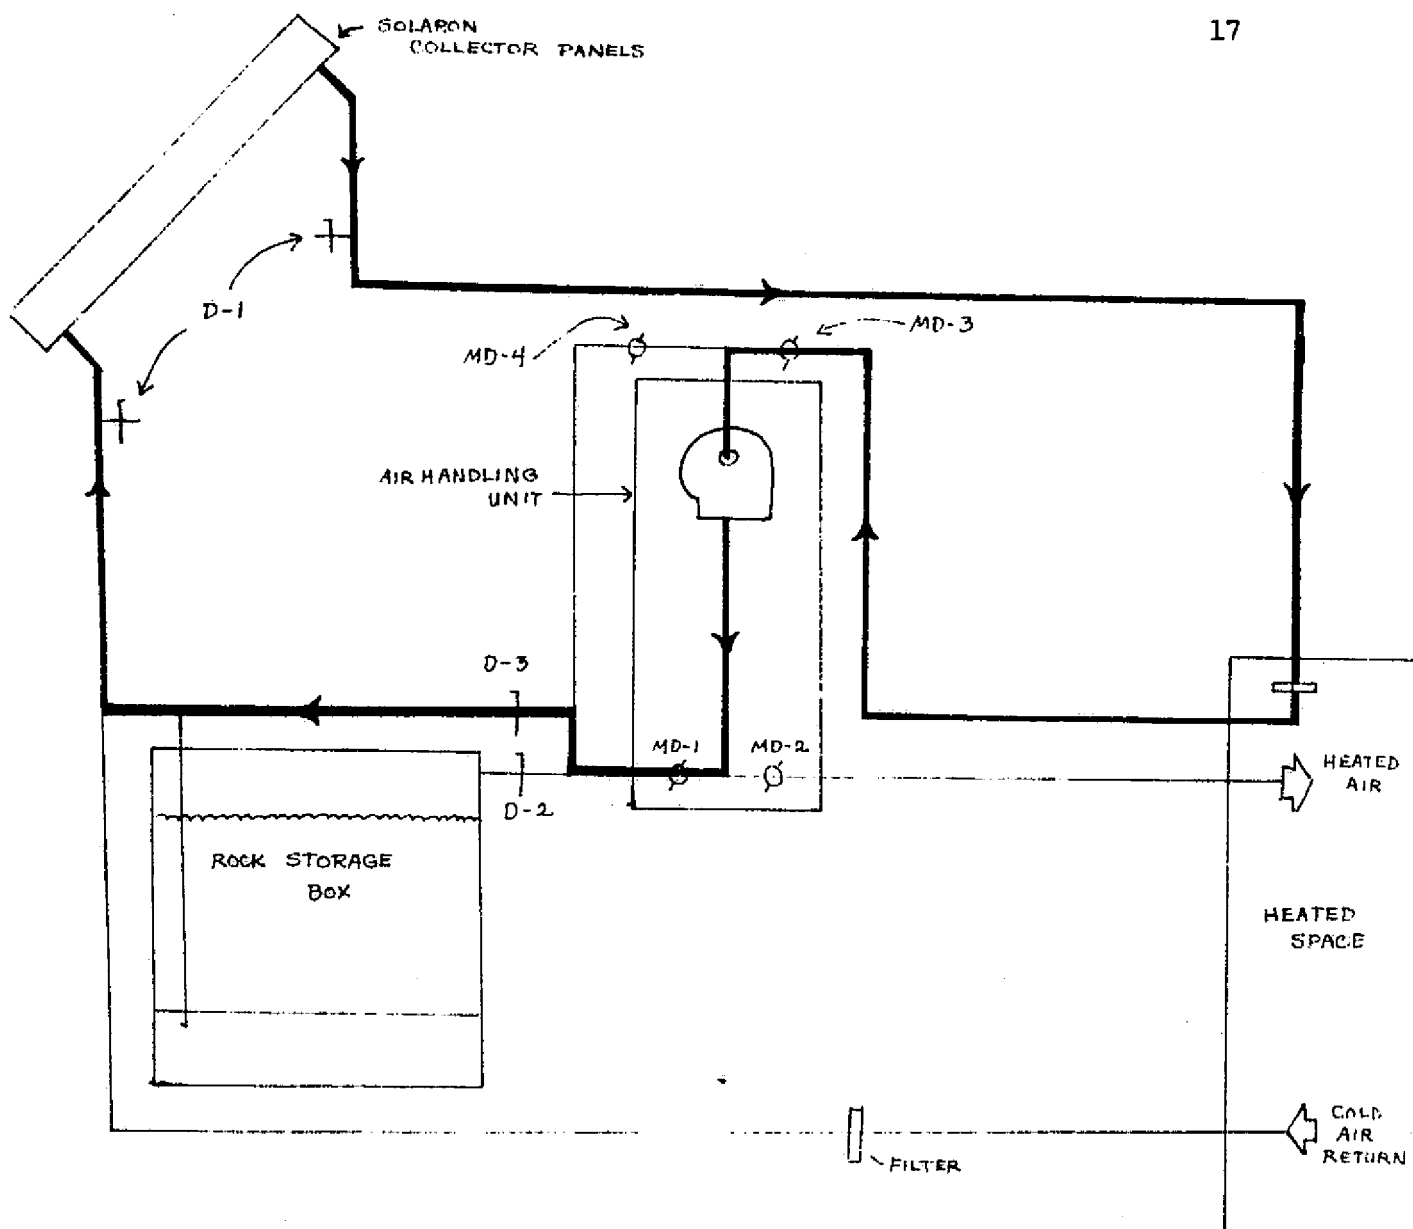 17
SOLARON
COLLECTOR PANELS
D-1
MD-4
MD-3
AIR HANDLING
UNIT
D-3
MD-1
MD-2
D-2
HEATED
AIR
ROCK STORAGE
BOX
HEATED
SPACE
COLD
AIR
RETURN
FILTER